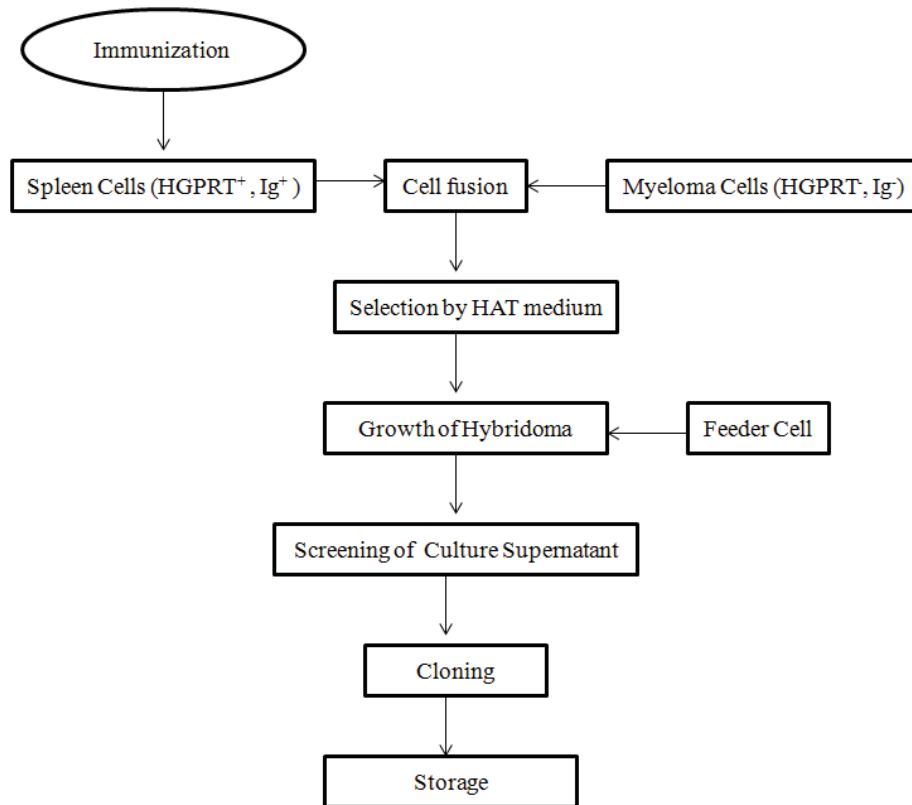 Immunization
Spleen Cells (HGPRT⁺, Ig⁺ )
Cell fusion
Myeloma Cells (HGPRT⁻, Ig⁻)
Selection by HAT medium
Growth of Hybridoma
Feeder Cell
Screening of Culture Supernatant
Cloning
Storage